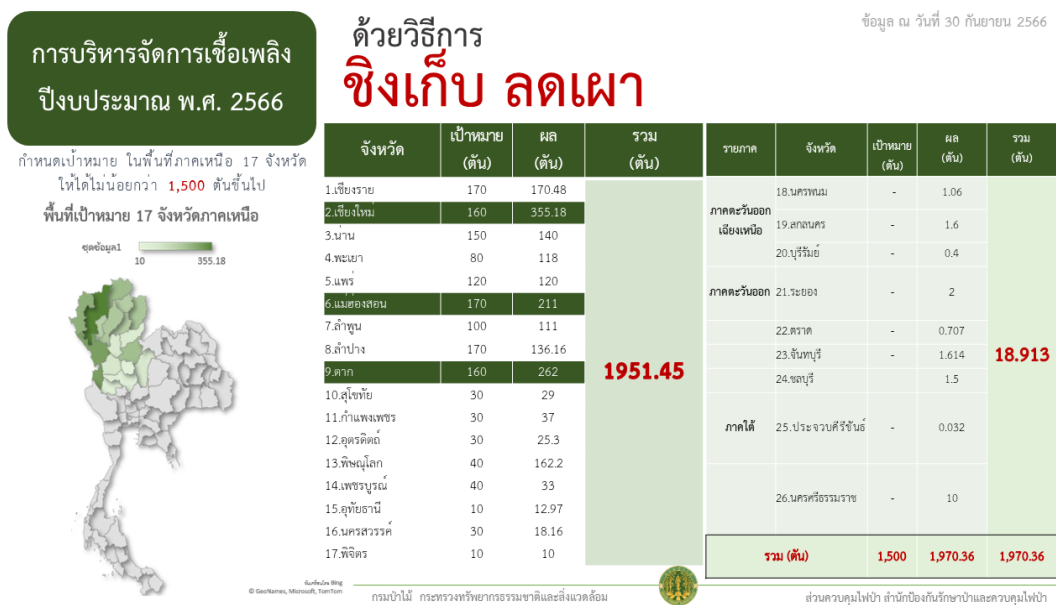 การบริหารจัดการเชื้อเพลิง
ปีงบประมาณ พ.ศ. 2566
ด้วยวิธีการ
ชิงเก็บ ลดเผา
ข้อมูล ณ วันที่ 30 กันยายน 2566
กำหนดเป้าหมาย ในพื้นที่ภาคเหนือ 17 จังหวัด
ให้ได้ไม่น้อยกว่า 1,500 ตันขึ้นไป
พื้นที่เป้าหมาย 17 จังหวัดภาคเหนือ
ชุดข้อมูล1
10 355.18
ขับเคลื่อนโดย Bing
© GeoNames, Microsoft, TomTom
จังหวัด เป้าหมาย (ตัน) ผล (ตัน) รวม (ตัน)
1.เชียงราย 170 170.48
2.เชียงใหม่ 160 355.18
3.น่าน 150 140
4.พะเยา 80 118
5.แพร่ 120 120
6.แม่ฮ่องสอน 170 211
7.ลำพูน 100 111
8.ลำปาง 170 136.16
9.ตาก 160 262
1951.45
10.สุโขทัย 30 29
11.กำแพงเพชร 30 37
12.อุตรดิตถ์ 30 25.3
13.พิษณุโลก 40 162.2
14.เพชรบูรณ์ 40 33
15.อุทัยธานี 10 12.97
16.นครสวรรค์ 30 18.16
17.พิจิตร 10 10
รายภาค จังหวัด เป้าหมาย (ตัน) ผล (ตัน) รวม (ตัน)
ภาคตะวันออก
เฉียงเหนือ
18.นครพนม - 1.06
19.สกลนคร - 1.6
20.บุรีรัมย์ - 0.4
ภาคตะวันออก 21.ระยอง - 2
22.ตราด - 0.707
23.จันทบุรี - 1.614
18.913
24.ชลบุรี - 1.5
ภาคใต้ 25.ประจวบคีรีขันธ์ - 0.032
26.นครศรีธรรมราช - 10
รวม (ตัน) 1,500 1,970.36 1,970.36
กรมป่าไม้ กระทรวงทรัพยากรธรรมชาติและสิ่งแวดล้อม
ส่วนควบคุมไฟป่า สำนักป้องกันรักษาป่าและควบคุมไฟป่า